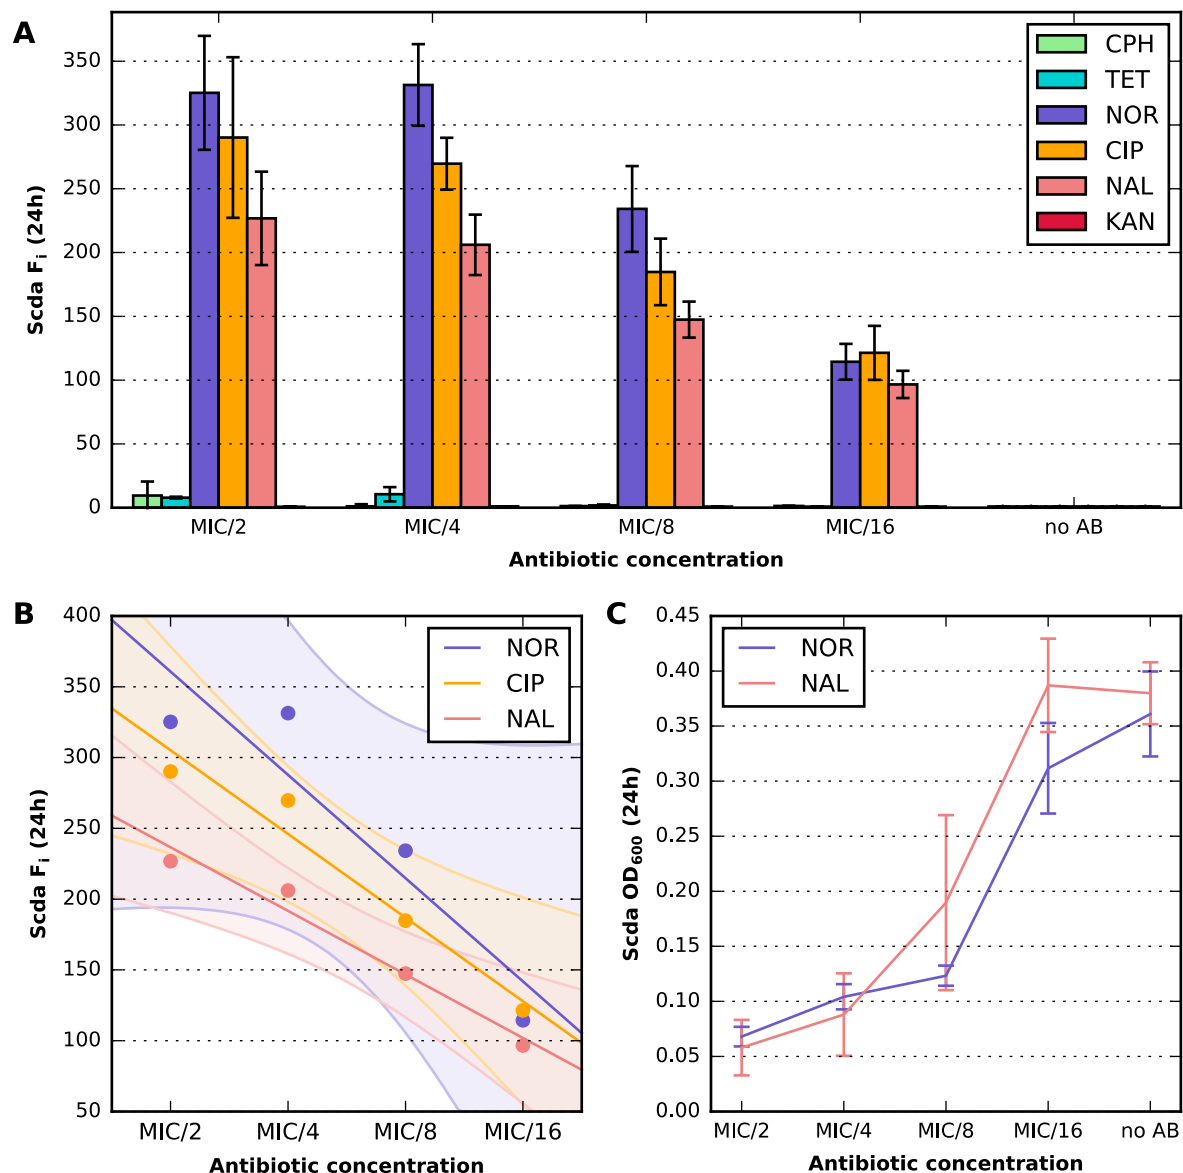 A
Scda Fi (24h)
350
300
250
200
150
100
50
0
CPH
TET
NOR
CIP
NAL
KAN
MIC/2 MIC/4 MIC/8 MIC/16 no AB
Antibiotic concentration
B
Scda Fi (24h)
400
350
300
250
200
150
100
50
NOR
CIP
NAL
MIC/2 MIC/4 MIC/8 MIC/16
Antibiotic concentration
C
Scda OD600 (24h)
0.45
0.40
0.35
0.30
0.25
0.20
0.15
0.10
0.05
0.00
NOR
NAL
MIC/2 MIC/4 MIC/8 MIC/16 no AB
Antibiotic concentration